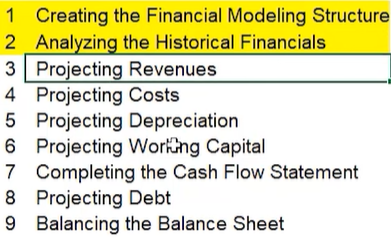 1 Creating the Financial Modeling Structure
2 Analyzing the Historical Financials
3 Projecting Revenues
4 Projecting Costs
5 Projecting Depreciation
6 Projecting Working Capital
7 Completing the Cash Flow Statement
8 Projecting Debt
9 Balancing the Balance Sheet